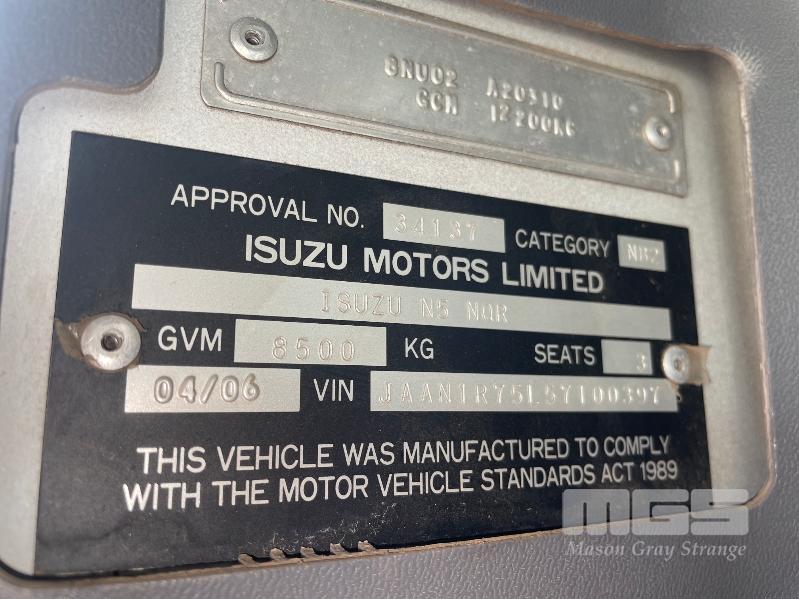 8NU02 A2031D
GCM 12200KG
APPROVAL NO. 34137 CATEGORY NB2
ISUZU MOTORS LIMITED
ISUZU N5 NQR
GVM 8500 KG SEATS 3
04/06 VIN JAAN1R75L57100397
THIS VEHICLE WAS MANUFACTURED TO COMPLY
WITH THE MOTOR VEHICLE STANDARDS ACT 1989
MGS
Mason Gray Strange